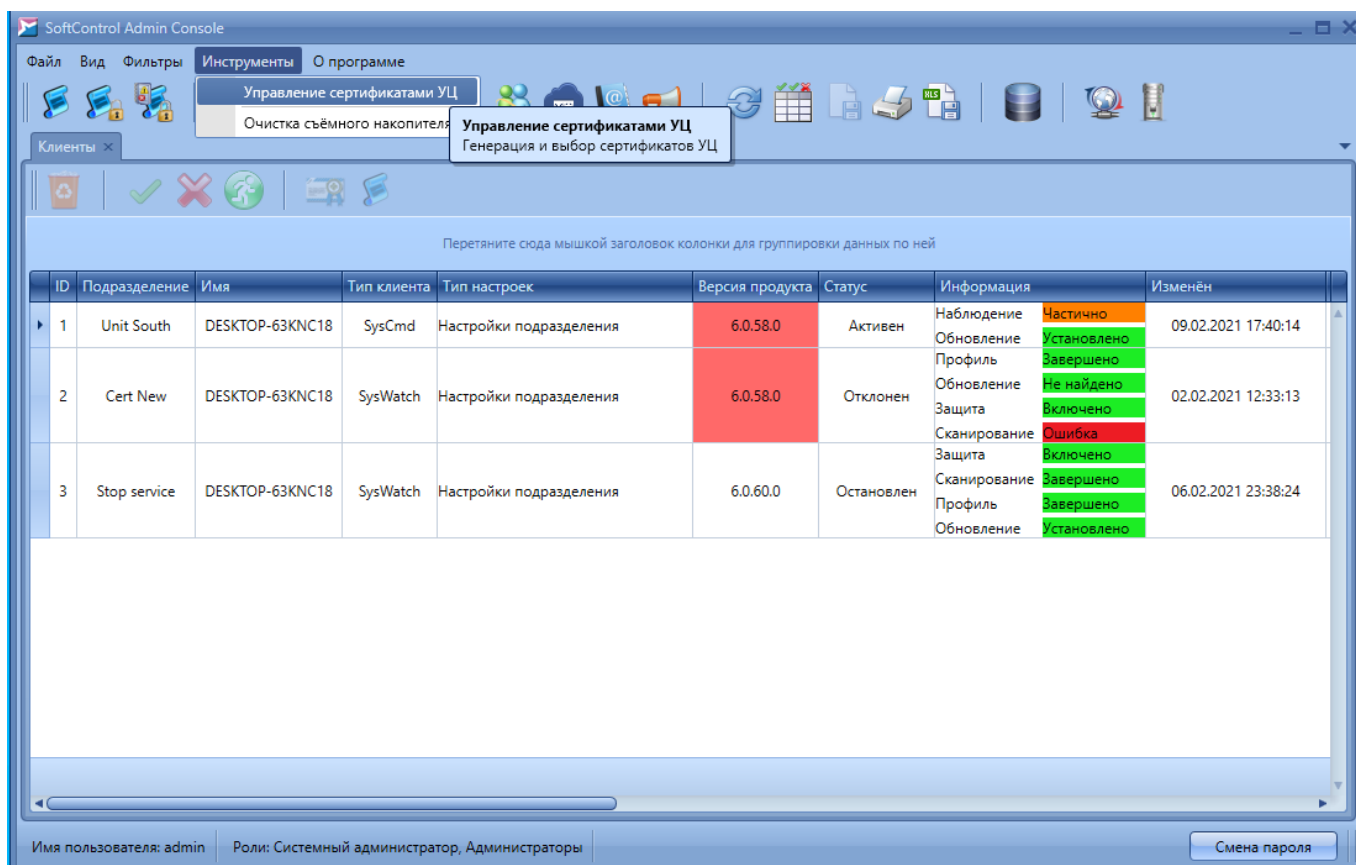 SoftControl Admin Console
Файл Вид Фильтры Инструменты О программе
Управление сертификатами УЦ
Очистка съёмного накопителя
Управление сертификатами УЦ
Генерация и выбор сертификатов УЦ
XLS
Клиенты
Перетяните сюда мышкой заголовок колонки для группировки данных по ней
ID Подразделение Имя Тип клиента Тип настроек Версия продукта Статус Информация Изменён
1 Unit South DESKTOP-63KNC18 SysCmd Настройки подразделения 6.0.58.0 Активен 09.02.2021 17:40:14
Наблюдение Частично
Обновление Установлено
2 Cert New DESKTOP-63KNC18 SysWatch Настройки подразделения 6.0.58.0 Отклонен 02.02.2021 12:33:13
Профиль Завершено
Обновление Не найдено
Защита Включено
Сканирование Ошибка
3 Stop service DESKTOP-63KNC18 SysWatch Настройки подразделения 6.0.60.0 Остановлен 06.02.2021 23:38:24
Защита Включено
Сканирование Завершено
Профиль Завершено
Обновление Установлено
Имя пользователя: admin Роли: Системный администратор, Администраторы Смена пароля